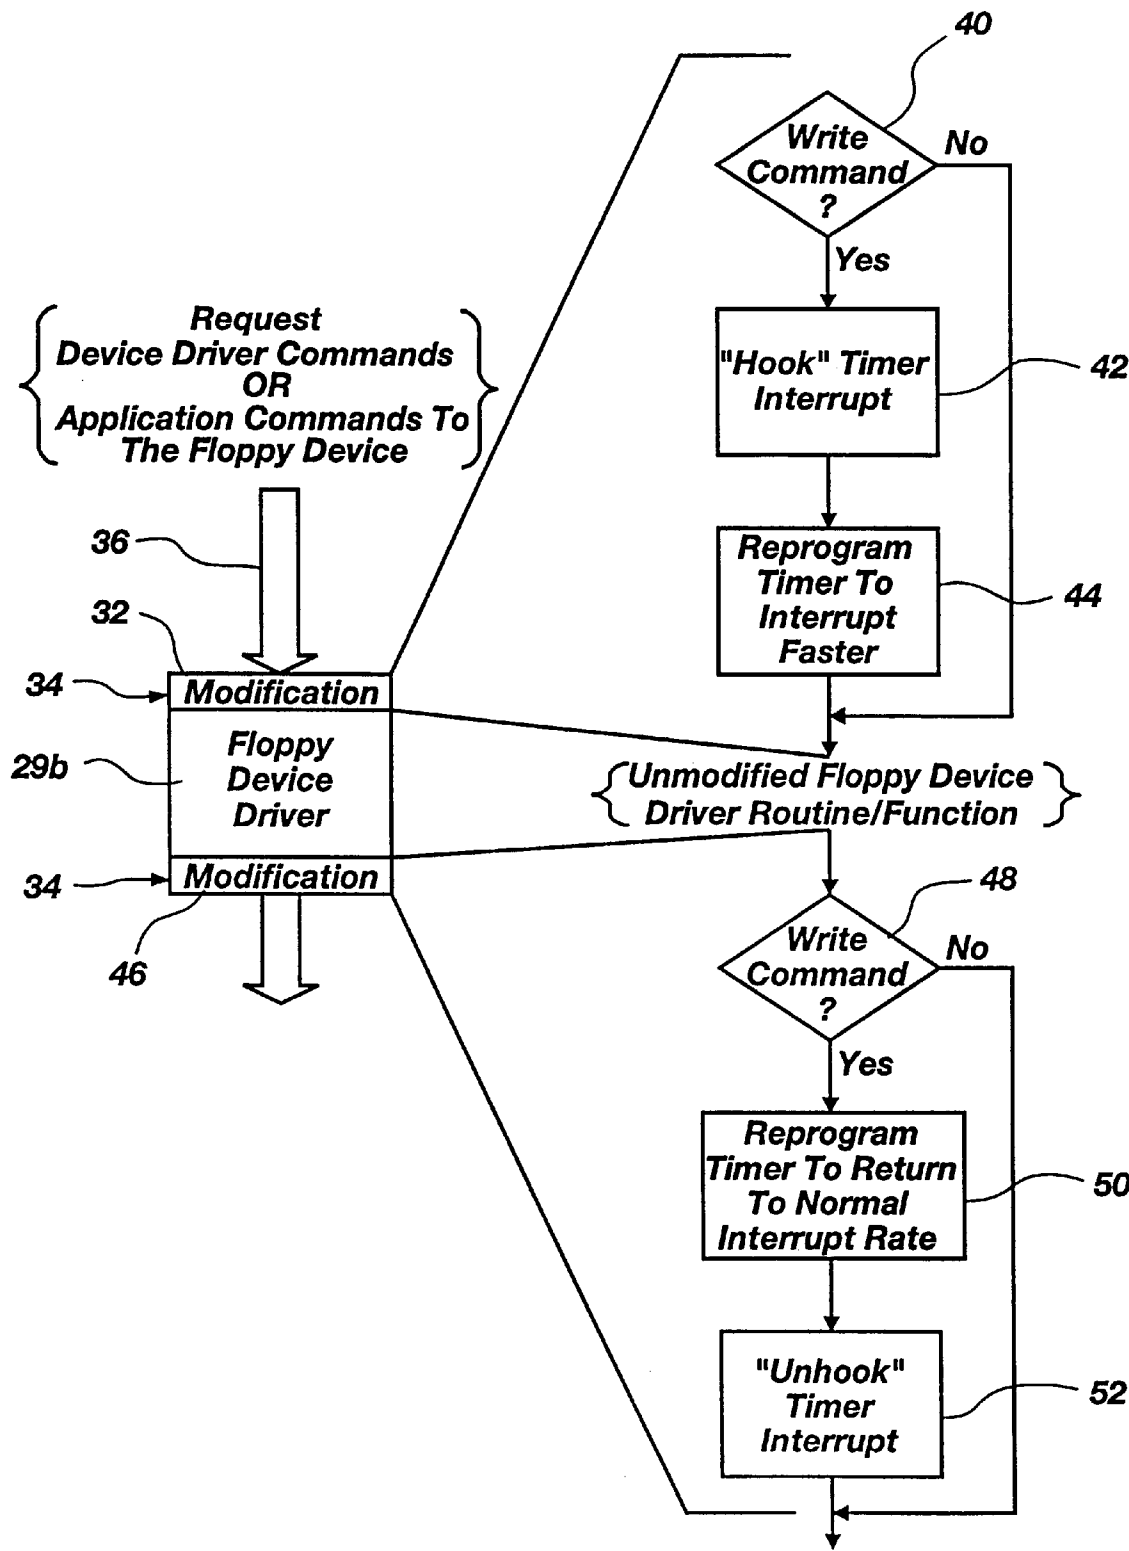 40
Write
Command
?
No
Yes
"Hook" Timer
Interrupt
42
Reprogram
Timer To
Interrupt
Faster
44
Request
Device Driver Commands
OR
Application Commands To
The Floppy Device
36
32
34
Modification
29b
Floppy
Device
Driver
34
Modification
46
Unmodified Floppy Device
Driver Routine/Function
48
Write
Command
?
No
Yes
Reprogram
Timer To Return
To Normal
Interrupt Rate
50
"Unhook"
Timer
Interrupt
52